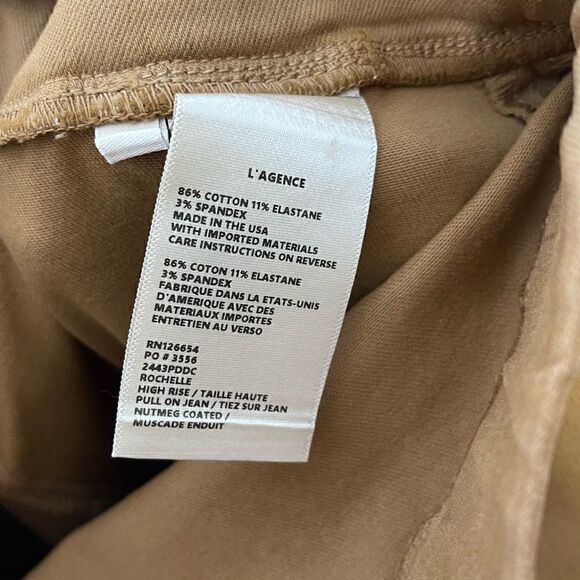 L'AGENCE
86% COTTON 11% ELASTANE
3% SPANDEX
MADE IN THE USA
WITH IMPORTED MATERIALS
CARE INSTRUCTIONS ON REVERSE
86% COTON 11% ELASTANE
3% SPANDEX
FABRIQUE DANS LA ETATS-UNIS
D'AMERIQUE AVEC DES
MATERIAUX IMPORTES
ENTRETIEN AU VERSO
RN126654
PO # 3556
2443PDDC
ROCHELLE
HIGH RISE / TAILLE HAUTE
PULL ON JEAN / TIEZ SUR JEAN
NUTMEG COATED /
MUSCADE ENDUIT